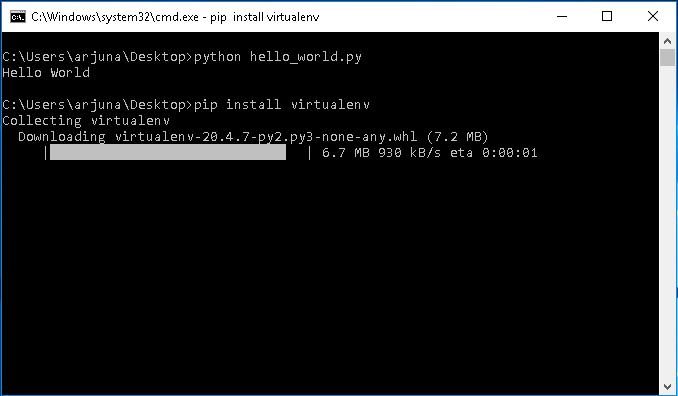 C:\Windows\system32\cmd.exe - pip  install virtualenv
C:\Users\arjuna\Desktop>python hello_world.py
Hello World
C:\Users\arjuna\Desktop>pip install virtualenv
Collecting virtualenv
  Downloading virtualenv-20.4.7-py2.py3-none-any.whl (7.2 MB)
     |                              | 6.7 MB 930 kB/s eta 0:00:01